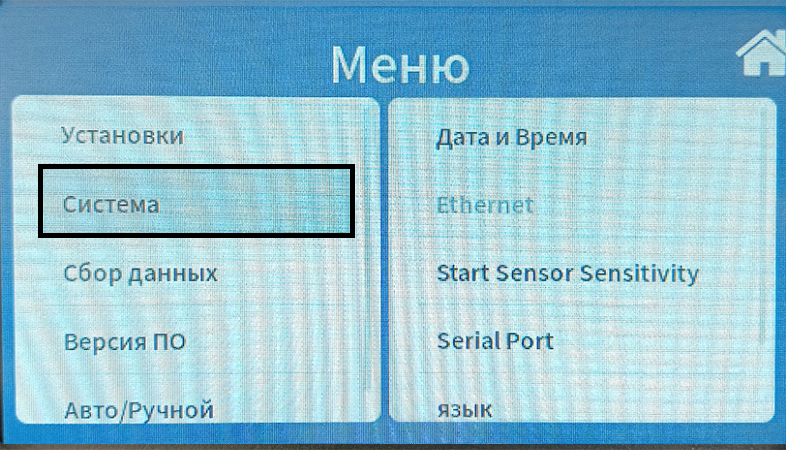 Меню
Установки
Система
Сбор данных
Версия ПО
Авто/Ручной
Дата и Время
Ethernet
Start Sensor Sensitivity
Serial Port
язык